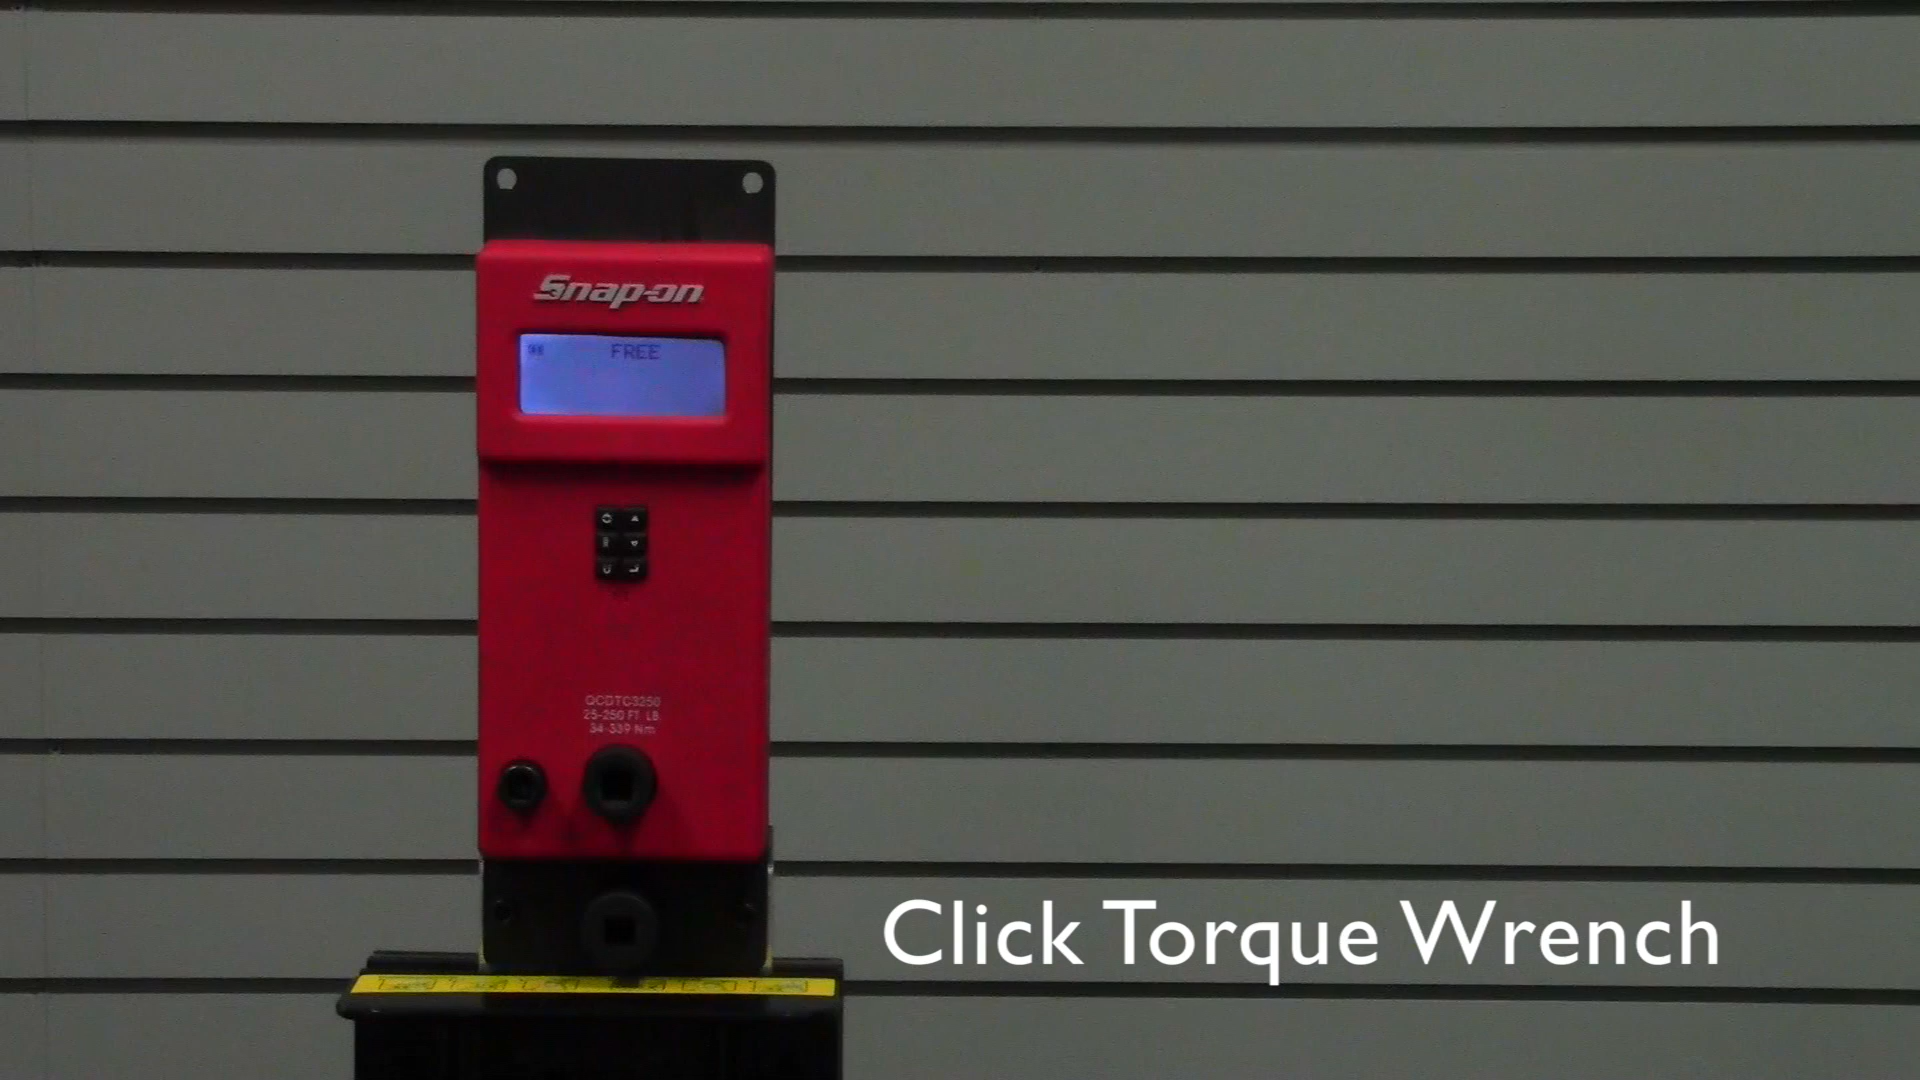 Snap-on
FREE
QCDTC3250
25-250 FT LB
34-339 Nm
Click Torque Wrench